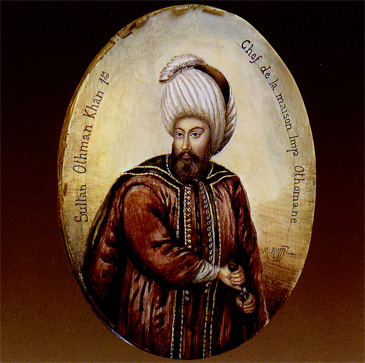 Sultan Othman Khan 1er
Chef de la maison Imp. Othomane